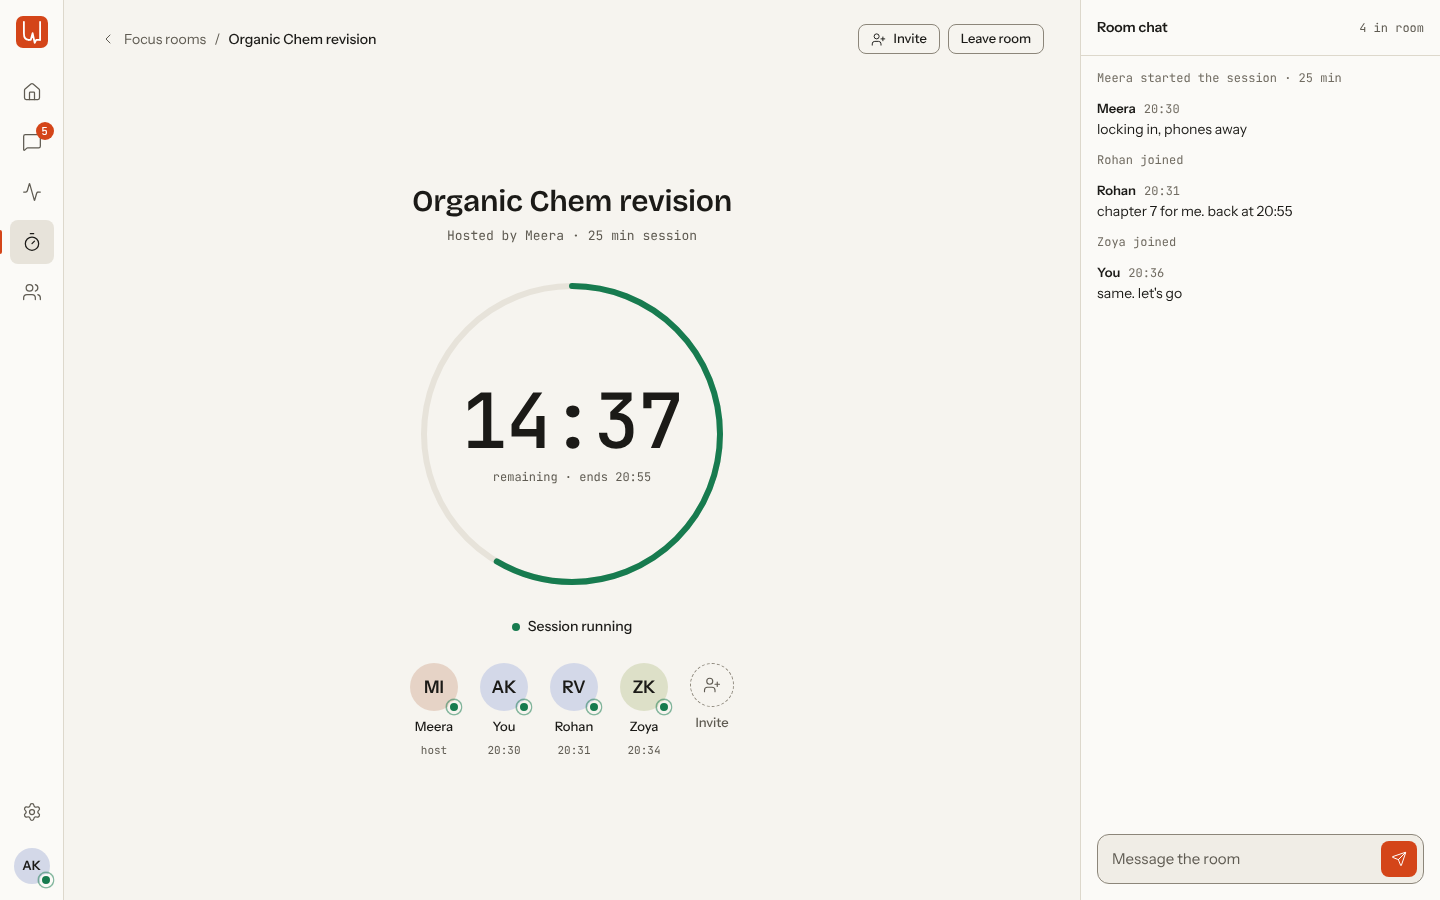 5
AK
Focus rooms / Organic Chem revision
Invite
Leave room
Organic Chem revision
Hosted by Meera · 25 min session
14:37
remaining · ends 20:55
Session running
MI
AK
RV
ZK
Meera
You
Rohan
Zoya
Invite
host
20:30
20:31
20:34
Room chat
4 in room
Meera started the session · 25 min
Meera 20:30
locking in, phones away
Rohan joined
Rohan 20:31
chapter 7 for me. back at 20:55
Zoya joined
You 20:36
same. let's go
Message the room